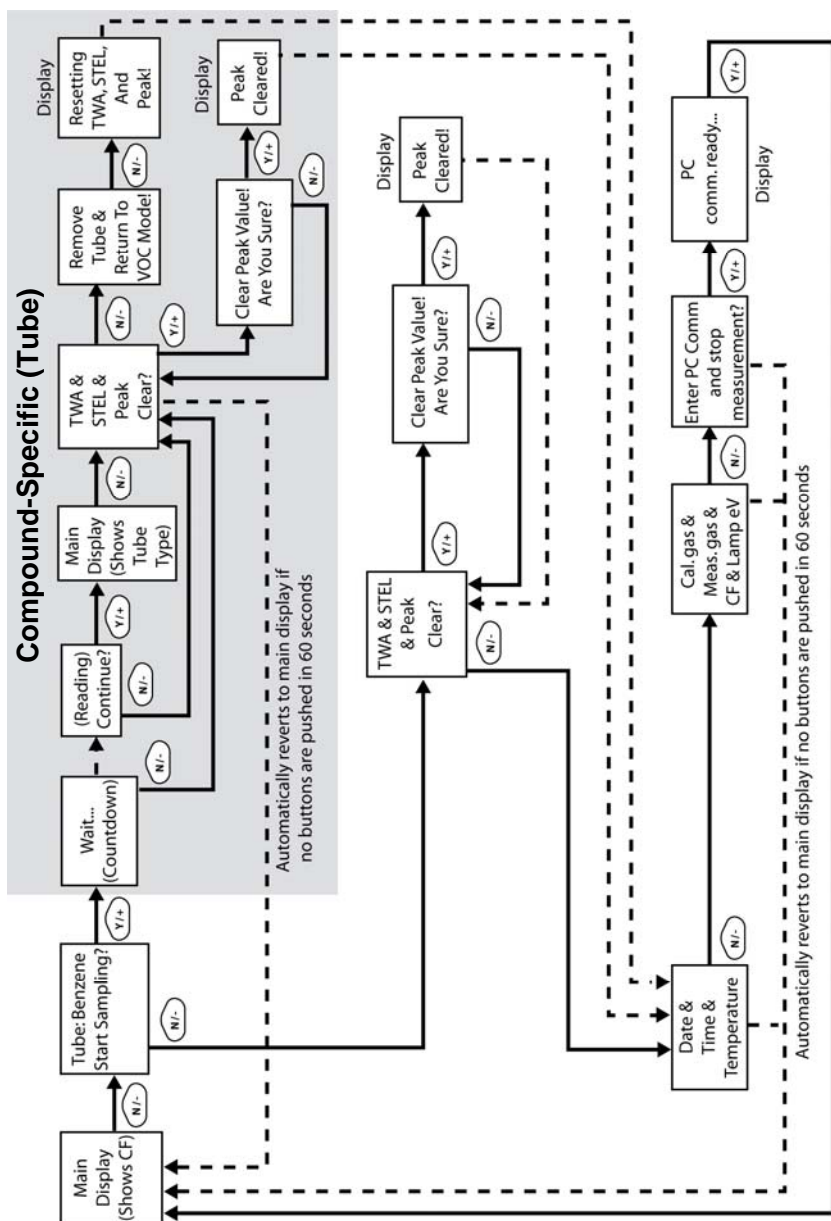 Compound-Specific (Tube)
Main
Display
(Shows CF)
N/-
Tube: Benzene
Start Sampling?
Y/+
N/-
Wait...
(Countdown)
N/-
(Reading)
Continue?
Y/+
N/-
Main
Display
(Shows
Tube
Type)
N/-
TWA &
STEL &
Peak
Clear?
N/-
Y/+
Remove
Tube &
Return To
VOC Mode!
N/-
Display
Resetting
TWA, STEL,
And
Peak!
Clear Peak Value!
Are You Sure?
Y/+
N/-
Display
Peak
Cleared!
Automatically reverts to main display if
no buttons are pushed in 60 seconds
TWA & STEL
& Peak
Clear?
Y/+
N/-
Clear Peak Value!
Are You Sure?
Y/+
N/-
Display
Peak
Cleared!
Date &
Time &
Temperature
N/-
Cal. gas &
Meas. gas &
CF & Lamp eV
N/-
Enter PC Comm
and stop
measurement?
Y/+
PC
comm. ready...
Display
Y/+
Automatically reverts to main display if no buttons are pushed in 60 seconds